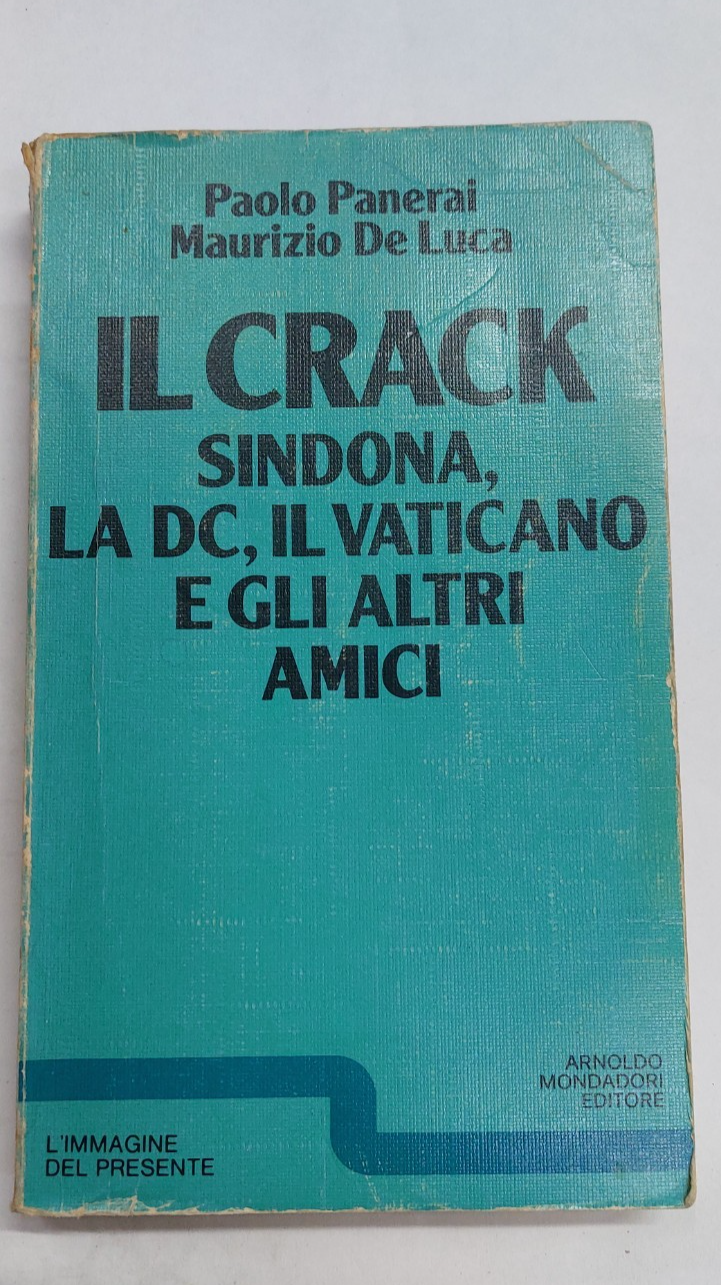 Paolo Panerai
Maurizio De Luca
IL CRACK
SINDONA,
LA DC, IL VATICANO
E GLI ALTRI
AMICI
ARNOLDO
MONDADORI
EDITORE
L'IMMAGINE
DEL PRESENTE